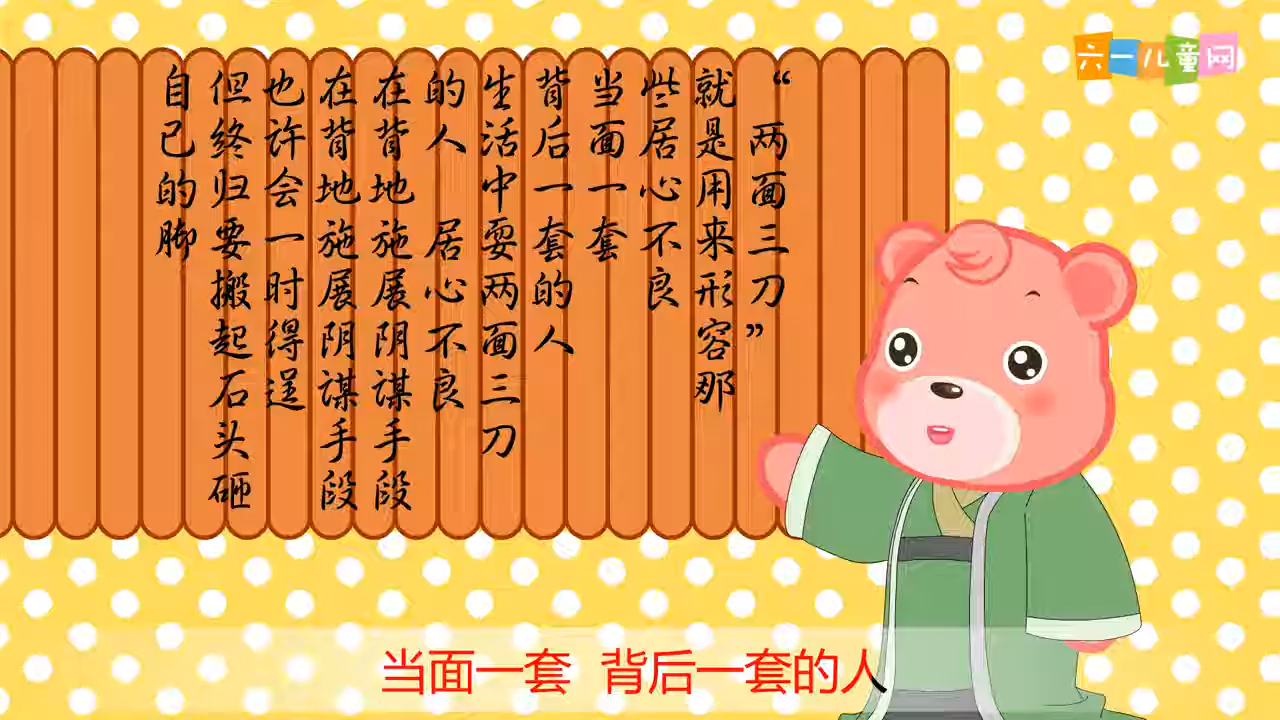 六一儿童网
“两面三刀”
就是用来形容那
些居心不良
当面一套
背后一套的人
生活中耍两面三刀
的人 居心不良
在背地施展阴谋手段
在背地施展阴谋手段
也许会一时得逞
但终归要搬起石头砸
自己的脚
当面一套 背后一套的人